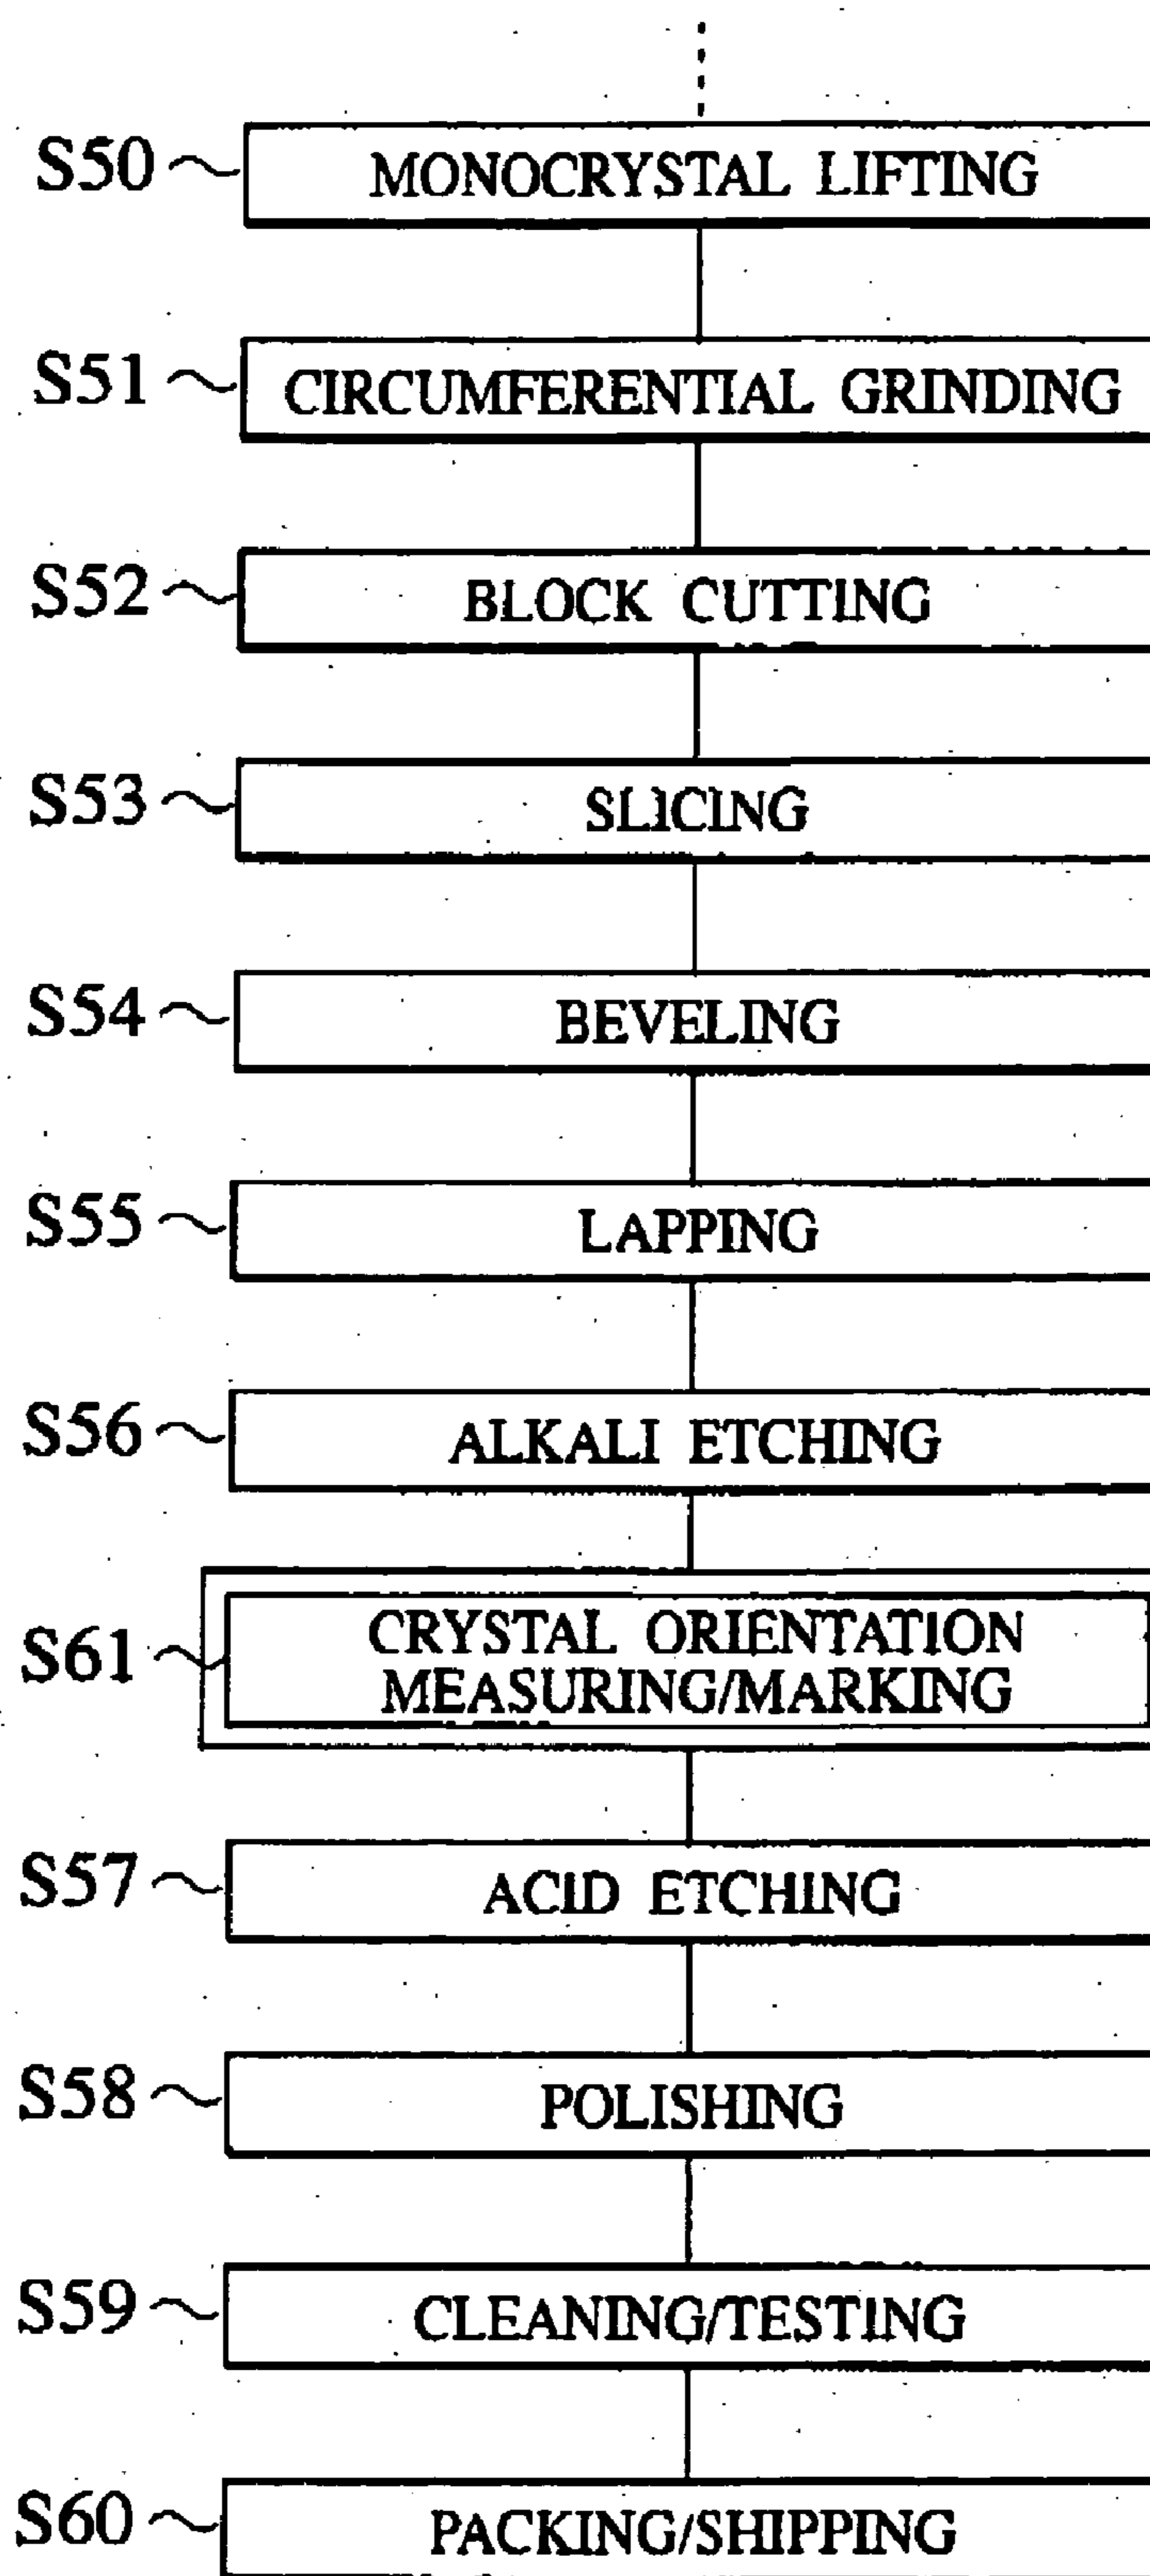 S50 MONOCRYSTAL LIFTING
S51 CIRCUMFERENTIAL GRINDING
S52 BLOCK CUTTING
S53 SLICING
S54 BEVELING
S55 LAPPING
S56 ALKALI ETCHING
S61 CRYSTAL ORIENTATION
MEASURING/MARKING
S57 ACID ETCHING
S58 POLISHING
S59 CLEANING/TESTING
S60 PACKING/SHIPPING